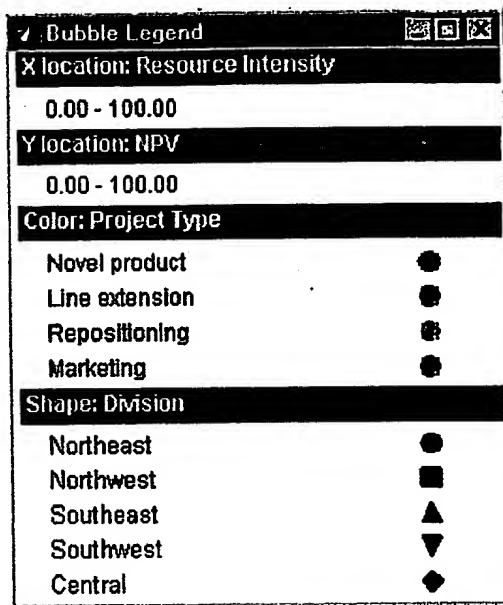 Bubble Legend
X location: Resource Intensity
0.00 - 100.00
Y location: NPV
0.00 - 100.00
Color: Project Type
Novel product
Line extension
Repositioning
Marketing
Shape: Division
Northeast
Northwest
Southeast
Southwest
Central